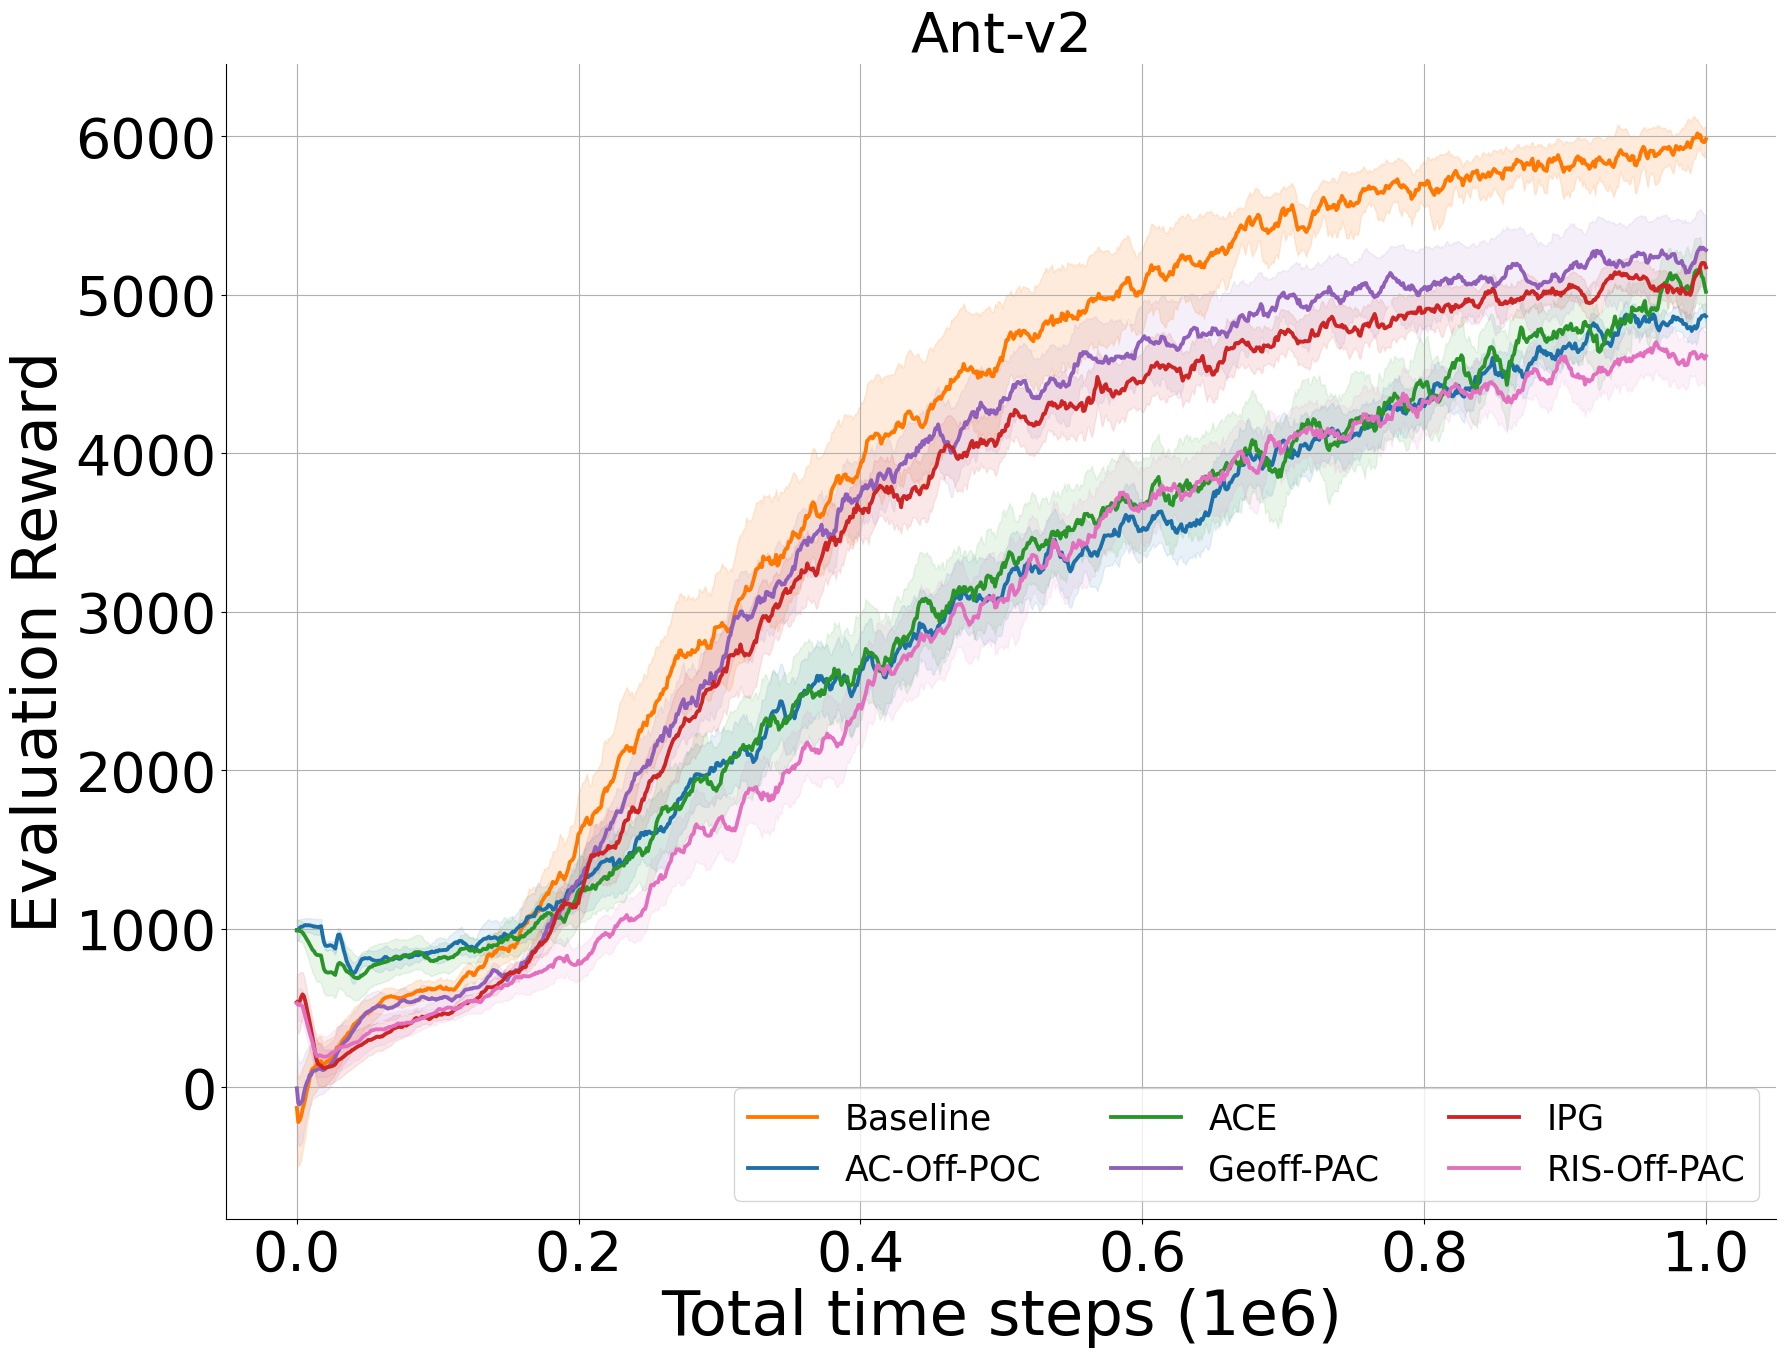 Ant-v2
Evaluation Reward
6000
5000
4000
3000
2000
1000
0
0.0 0.2 0.4 0.6 0.8 1.0
Total time steps (1e6)
Baseline ACE IPG
AC-Off-POC Geoff-PAC RIS-Off-PAC